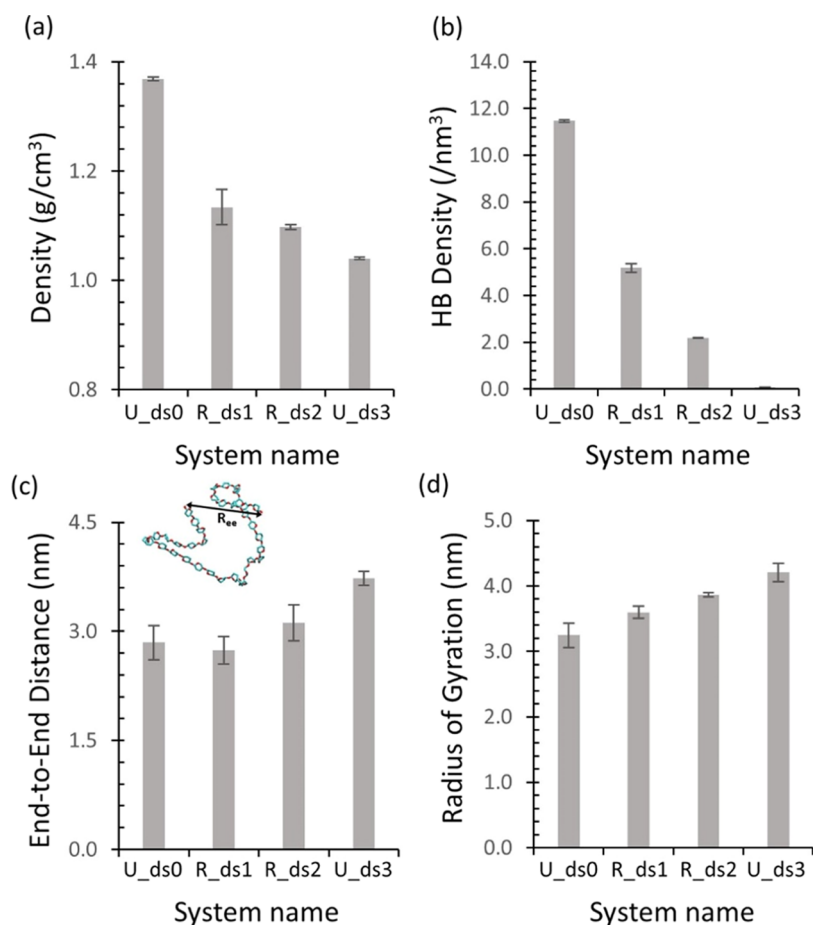 (a)
Density (g/cm³)
1.4
1.2
1.0
0.8
U_ds0 R_ds1 R_ds2 U_ds3
System name
(b)
HB Density (/nm³)
14.0
12.0
10.0
8.0
6.0
4.0
2.0
0.0
U_ds0 R_ds1 R_ds2 U_ds3
System name
(c)
End-to-End Distance (nm)
4.5
3.0
1.5
0.0
Ree
U_ds0 R_ds1 R_ds2 U_ds3
System name
(d)
Radius of Gyration (nm)
5.0
4.0
3.0
2.0
1.0
0.0
U_ds0 R_ds1 R_ds2 U_ds3
System name